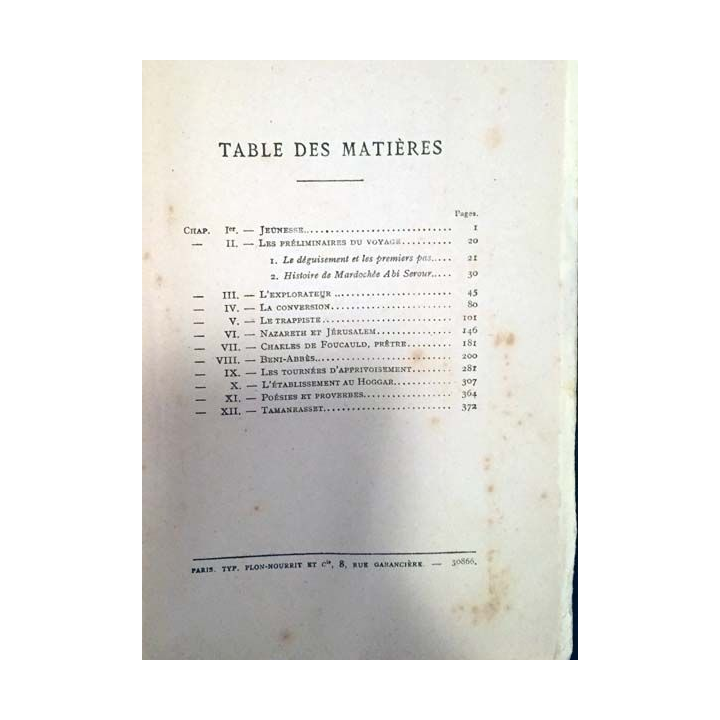 TABLE DES MATIÈRES
Pages.
CHAP. Ier. — JEUNESSE.............................. 1
— II. — LES PRÉLIMINAIRES DU VOYAGE.......... 20
1. Le déguisement et les premiers pas..... 21
2. Histoire de Mardochée Abi Serour..... 30
— III. — L'EXPLORATEUR ........................ 45
— IV. — LA CONVERSION......................... 80
— V. — LE TRAPPISTE........................... 101
— VI. — NAZARETH ET JÉRUSALEM............... 146
— VII. — CHARLES DE FOUCAULD, PRÊTRE......... 181
— VIII. — BENI-ABBÈS........................... 200
— IX. — LES TOURNÉES D'APPRIVOISEMENT........ 281
— X. — L'ÉTABLISSEMENT AU HOGGAR............ 307
— XI. — POÉSIES ET PROVERBES.................. 364
— XII. — TAMANRASSET.......................... 372
PARIS. TYP. PLON-NOURRIT ET Cie, 8, RUE GARANCIÈRE. — 30866.